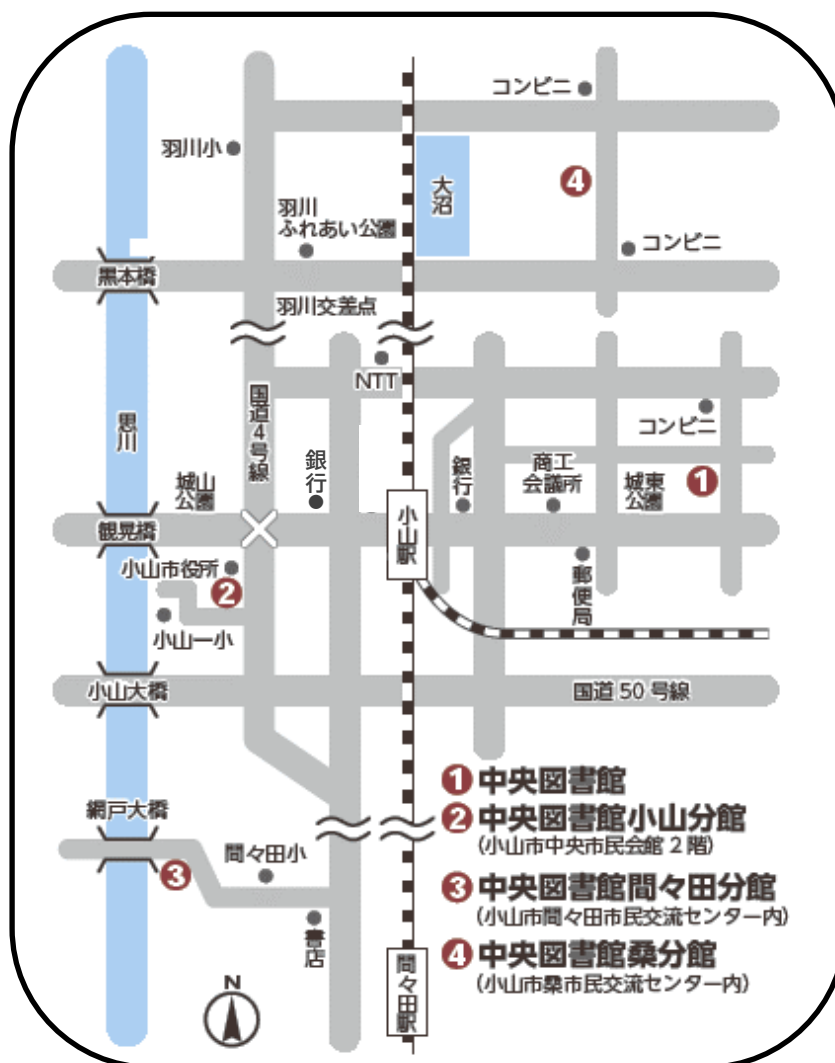 コンビニ
羽川小
4
大沼
羽川
ふれあい公園
コンビニ
黒本橋
羽川交差点
NTT
国道4号線
思川
コンビニ
銀行
銀行
商工
会議所
城東
公園
1
城山
公園
小山駅
観晃橋
小山市役所
2
郵便局
小山一小
小山大橋
国道50号線
網戸大橋
3
間々田小
書店
間々田駅
N
1 中央図書館
2 中央図書館小山分館
(小山市中央市民会館2階)
3 中央図書館間々田分館
(小山市間々田市民交流センター内)
4 中央図書館桑分館
(小山市桑市民交流センター内)